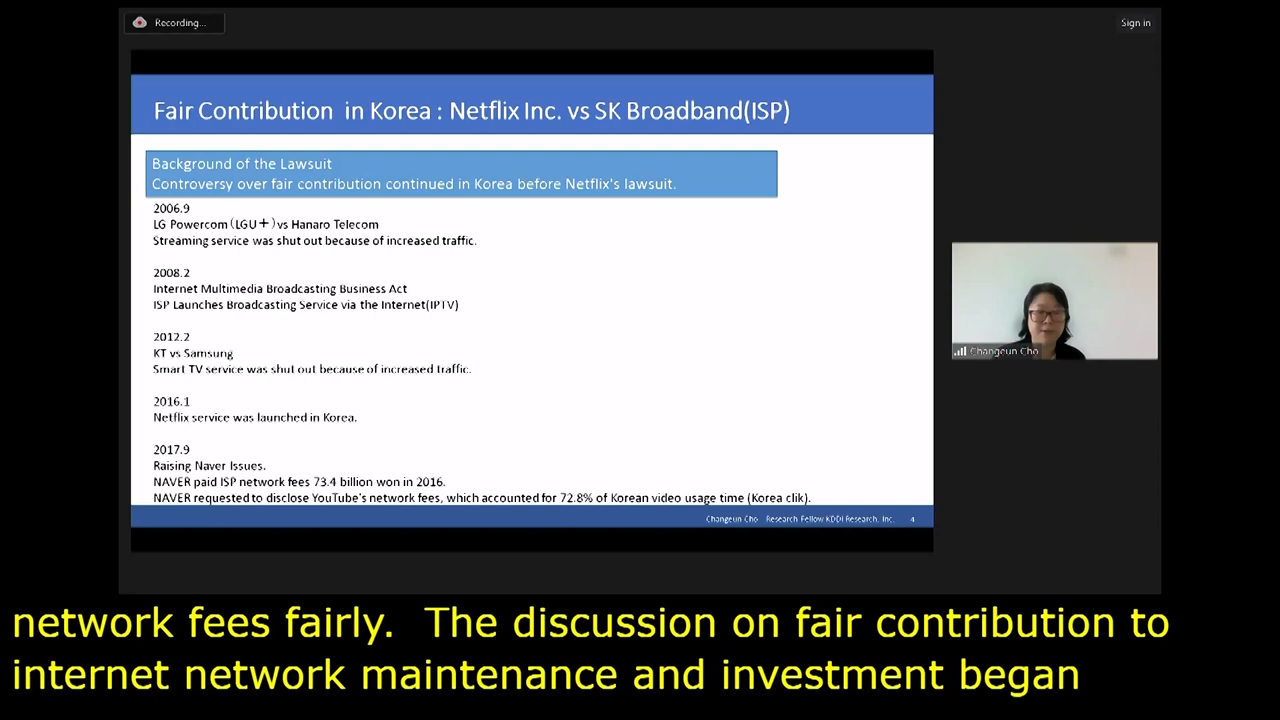 Recording...
Sign in
Fair Contribution in Korea : Netflix Inc. vs SK Broadband(ISP)
Background of the Lawsuit
Controversy over fair contribution continued in Korea before Netflix's lawsuit.
2006.9
LG Powercom(LGU+)vs Hanaro Telecom
Streaming service was shut out because of increased traffic.
2008.2
Internet Multimedia Broadcasting Business Act
ISP Launches Broadcasting Service via the Internet(IPTV)
2012.2
KT vs Samsung
Smart TV service was shut out because of increased traffic.
2016.1
Netflix service was launched in Korea.
2017.9
Raising Naver Issues.
NAVER paid ISP network fees 73.4 billion won in 2016.
NAVER requested to disclose YouTube's network fees, which accounted for 72.8% of Korean video usage time (Korea clik).
Changeun Cho Research Fellow KDDI Research, Inc. 4
Changeun Cho
network fees fairly. The discussion on fair contribution to
internet network maintenance and investment began